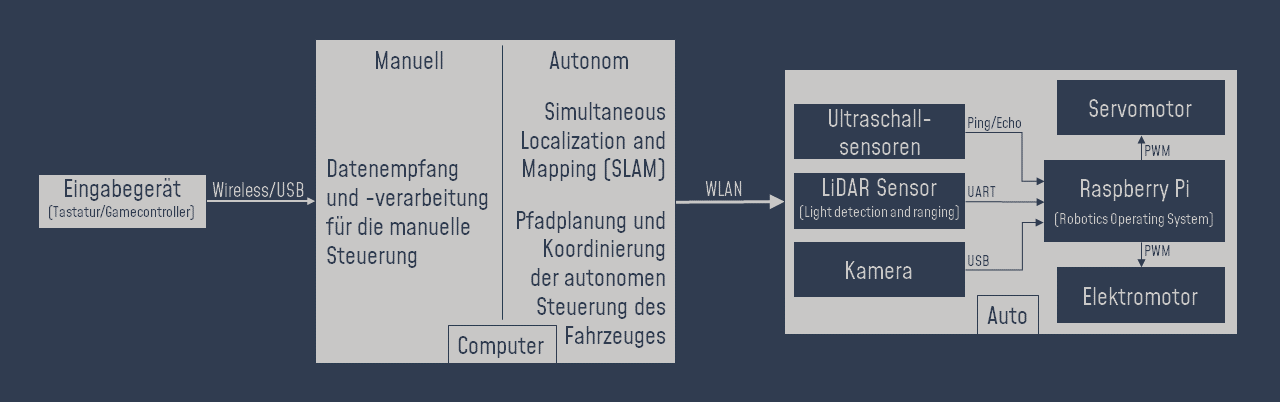 Eingabegerät
(Tastatur/Gamecontroller)
Wireless/USB
Manuell
Datenempfang
und -verarbeitung
für die manuelle
Steuerung
Autonom
Simultaneous
Localization and
Mapping (SLAM)
Pfadplanung und
Koordinierung
der autonomen
Steuerung des
Fahrzeuges
Computer
WLAN
Ultraschall-
sensoren
Ping/Echo
LiDAR Sensor
(Light detection and ranging)
UART
Kamera
USB
Servomotor
PWM
Raspberry Pi
(Robotics Operating System)
PWM
Elektromotor
Auto